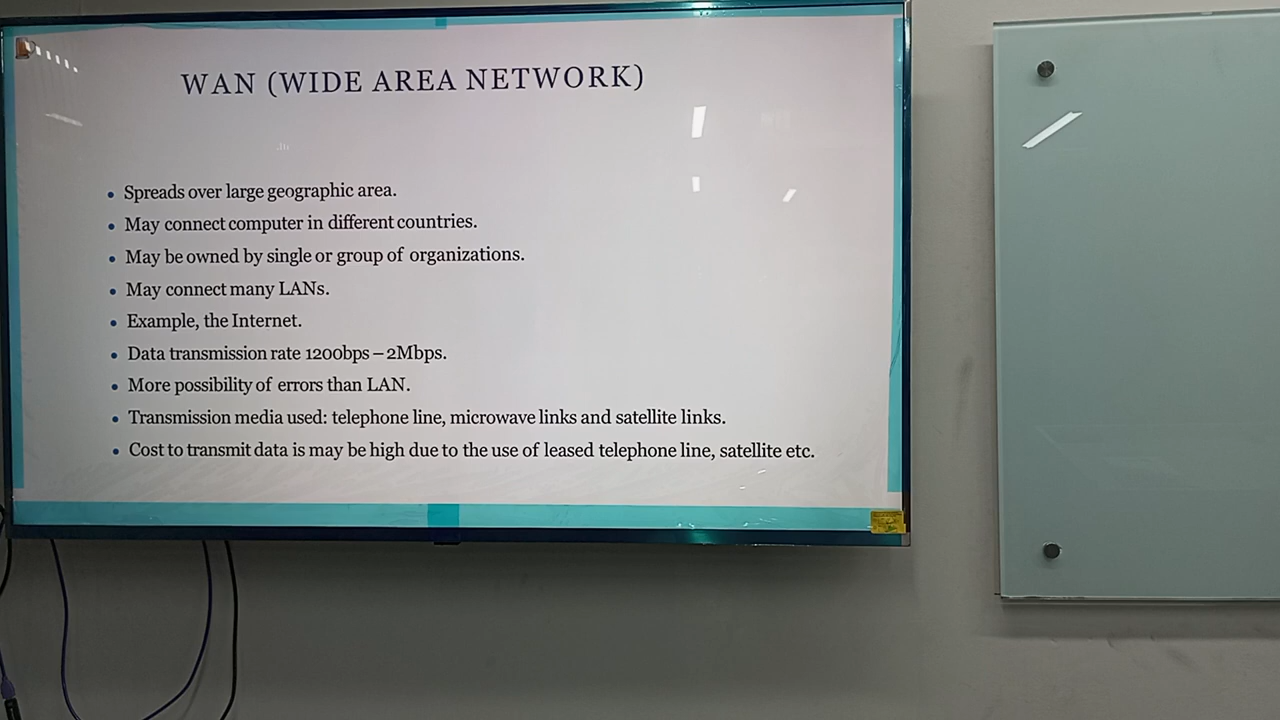 WAN (WIDE AREA NETWORK)
• Spreads over large geographic area.
• May connect computer in different countries.
• May be owned by single or group of organizations.
• May connect many LANs.
• Example, the Internet.
• Data transmission rate 1200bps – 2Mbps.
• More possibility of errors than LAN.
• Transmission media used: telephone line, microwave links and satellite links.
• Cost to transmit data is may be high due to the use of leased telephone line, satellite etc.